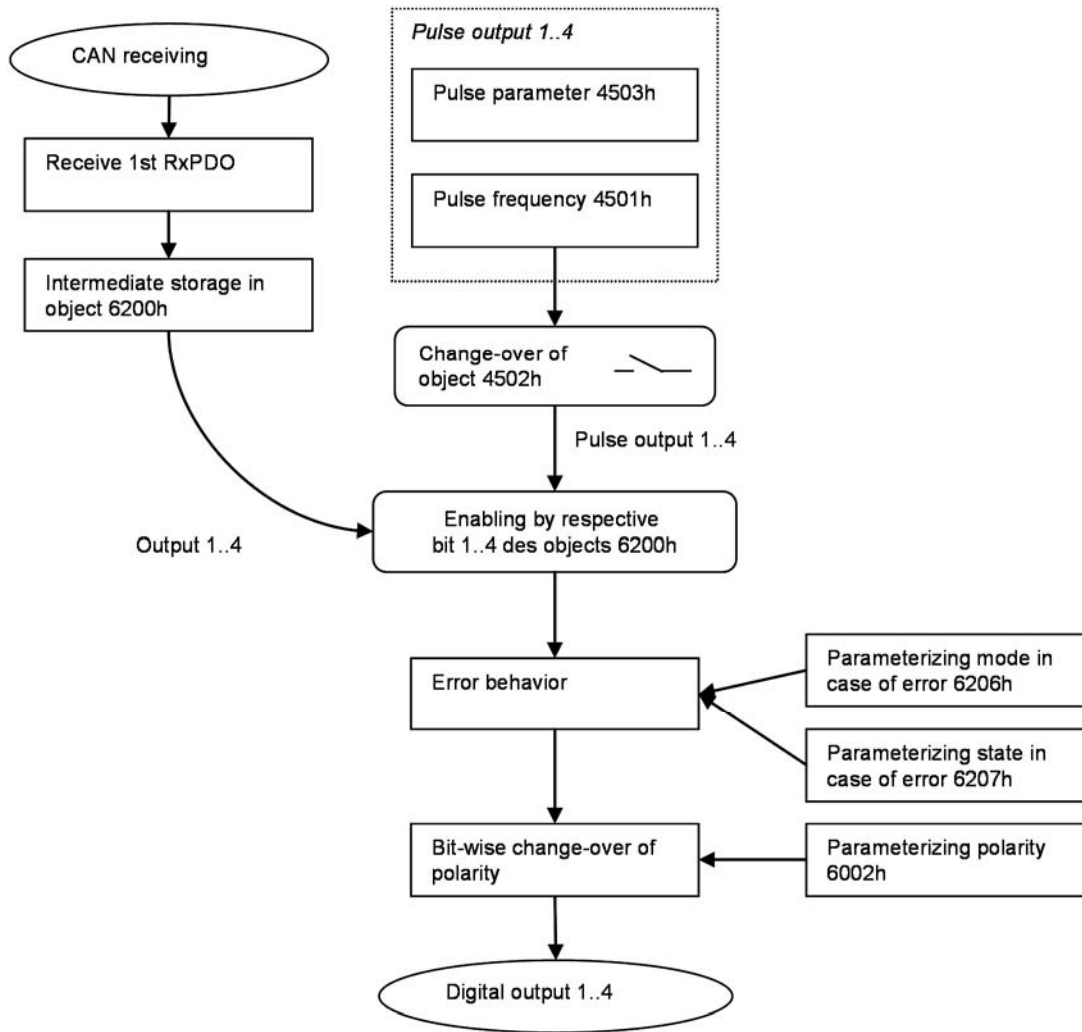 CAN receiving
Receive 1st RxPDO
Intermediate storage in
object 6200h
Output 1..4
Pulse output 1..4
Pulse parameter 4503h
Pulse frequency 4501h
Change-over of
object 4502h
Pulse output 1..4
Enabling by respective
bit 1..4 des objects 6200h
Error behavior
Parameterizing mode in
case of error 6206h
Parameterizing state in
case of error 6207h
Bit-wise change-over of
polarity
Parameterizing polarity
6002h
Digital output 1..4